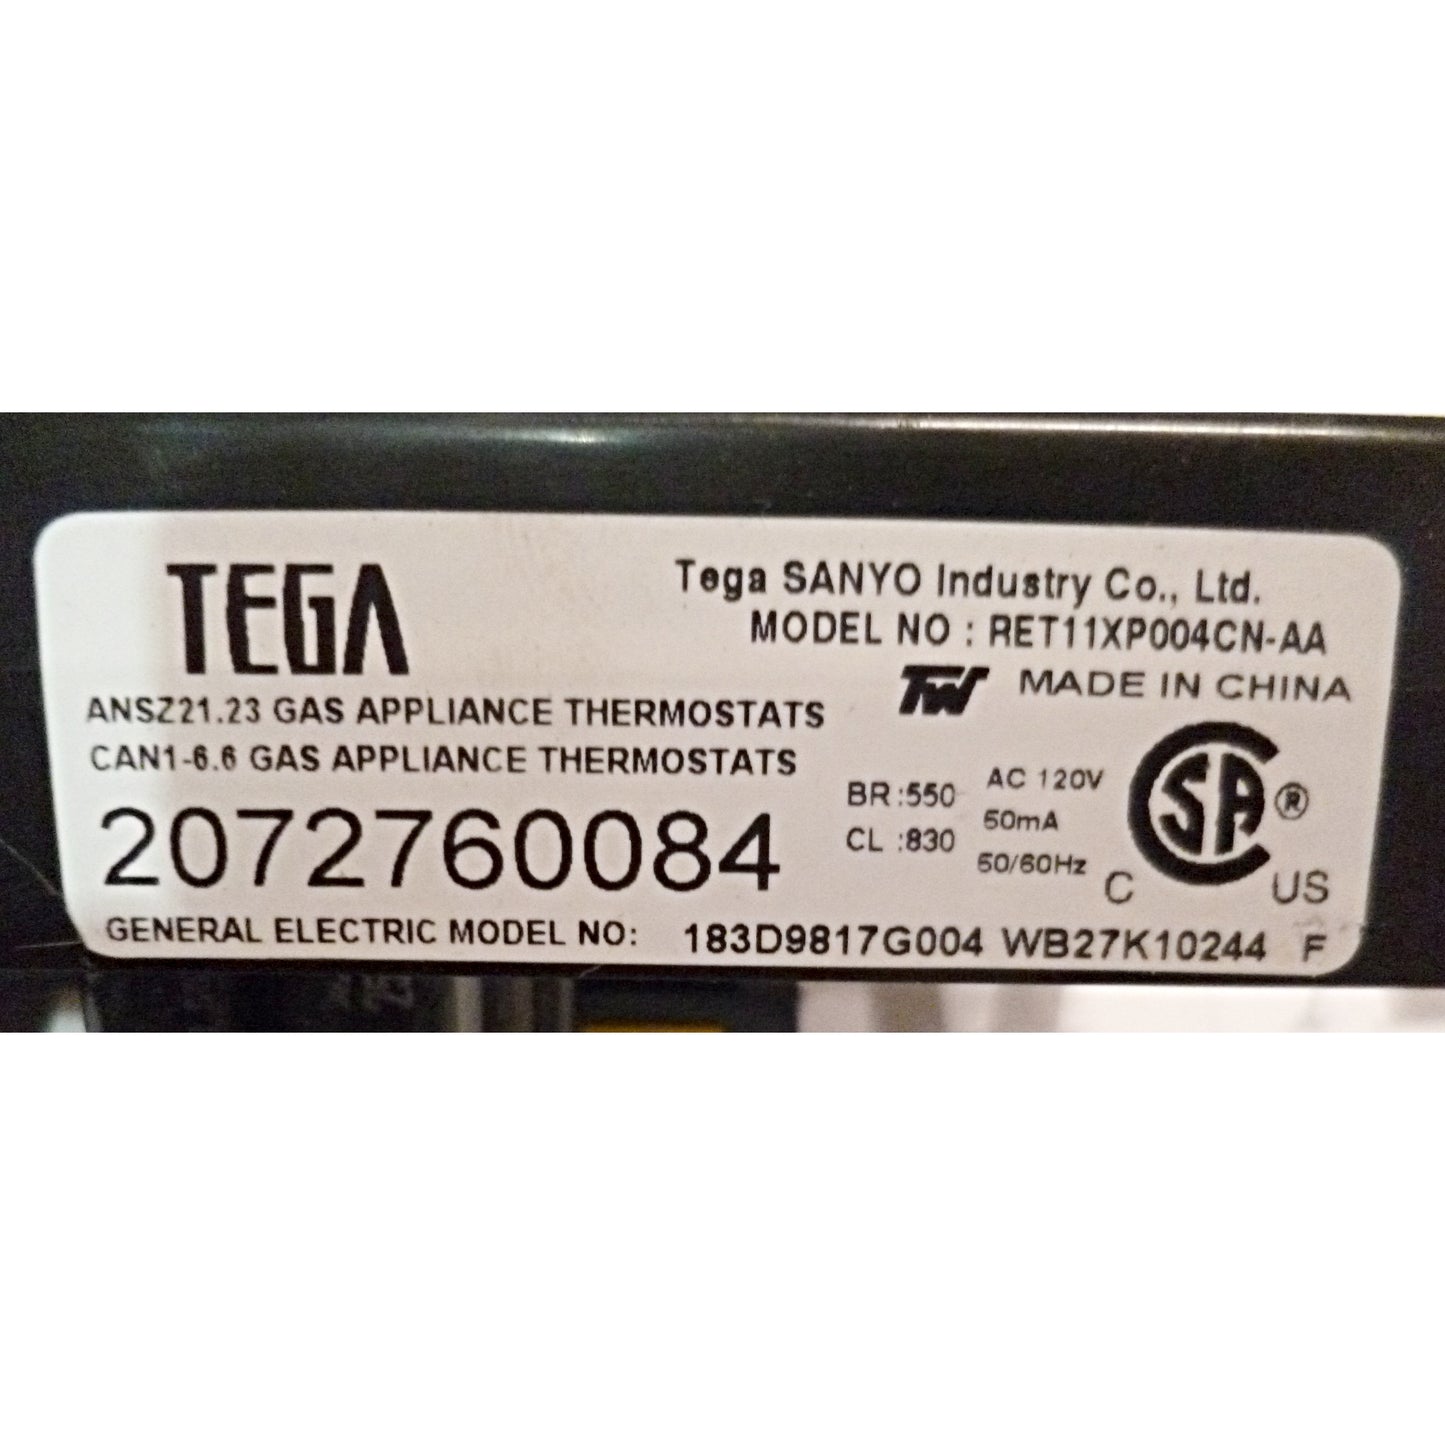 TEGA
Tega SANYO Industry Co., Ltd.
MODEL NO : RET11XP004CN-AA
TW MADE IN CHINA
ANSZ21.23 GAS APPLIANCE THERMOSTATS
CAN1-6.6 GAS APPLIANCE THERMOSTATS
2072760084
BR :550
CL :830
AC 120V
50mA
50/60Hz
C SA ® C US
GENERAL ELECTRIC MODEL NO: 183D9817G004 WB27K10244 F